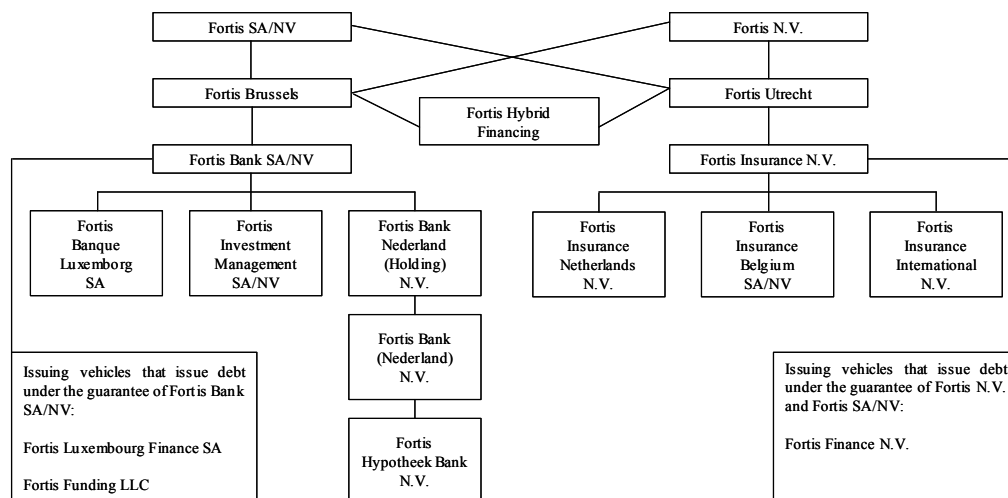 Fortis SA/NV
Fortis N.V.
Fortis Brussels
Fortis Utrecht
Fortis Hybrid
Financing
Fortis Bank SA/NV
Fortis Insurance N.V.
Fortis
Banque
Luxemborg
SA
Fortis
Investment
Management
SA/NV
Fortis Bank
Nederland
(Holding)
N.V.
Fortis
Insurance
Netherlands
N.V.
Fortis
Insurance
Belgium
SA/NV
Fortis
Insurance
International
N.V.
Fortis Bank
(Nederland)
N.V.
Fortis
Hypotheek Bank
N.V.
Issuing vehicles that issue debt
under the guarantee of Fortis Bank
SA/NV:
Fortis Luxembourg Finance SA
Fortis Funding LLC
Issuing vehicles that issue debt
under the guarantee of Fortis N.V.
and Fortis SA/NV:
Fortis Finance N.V.